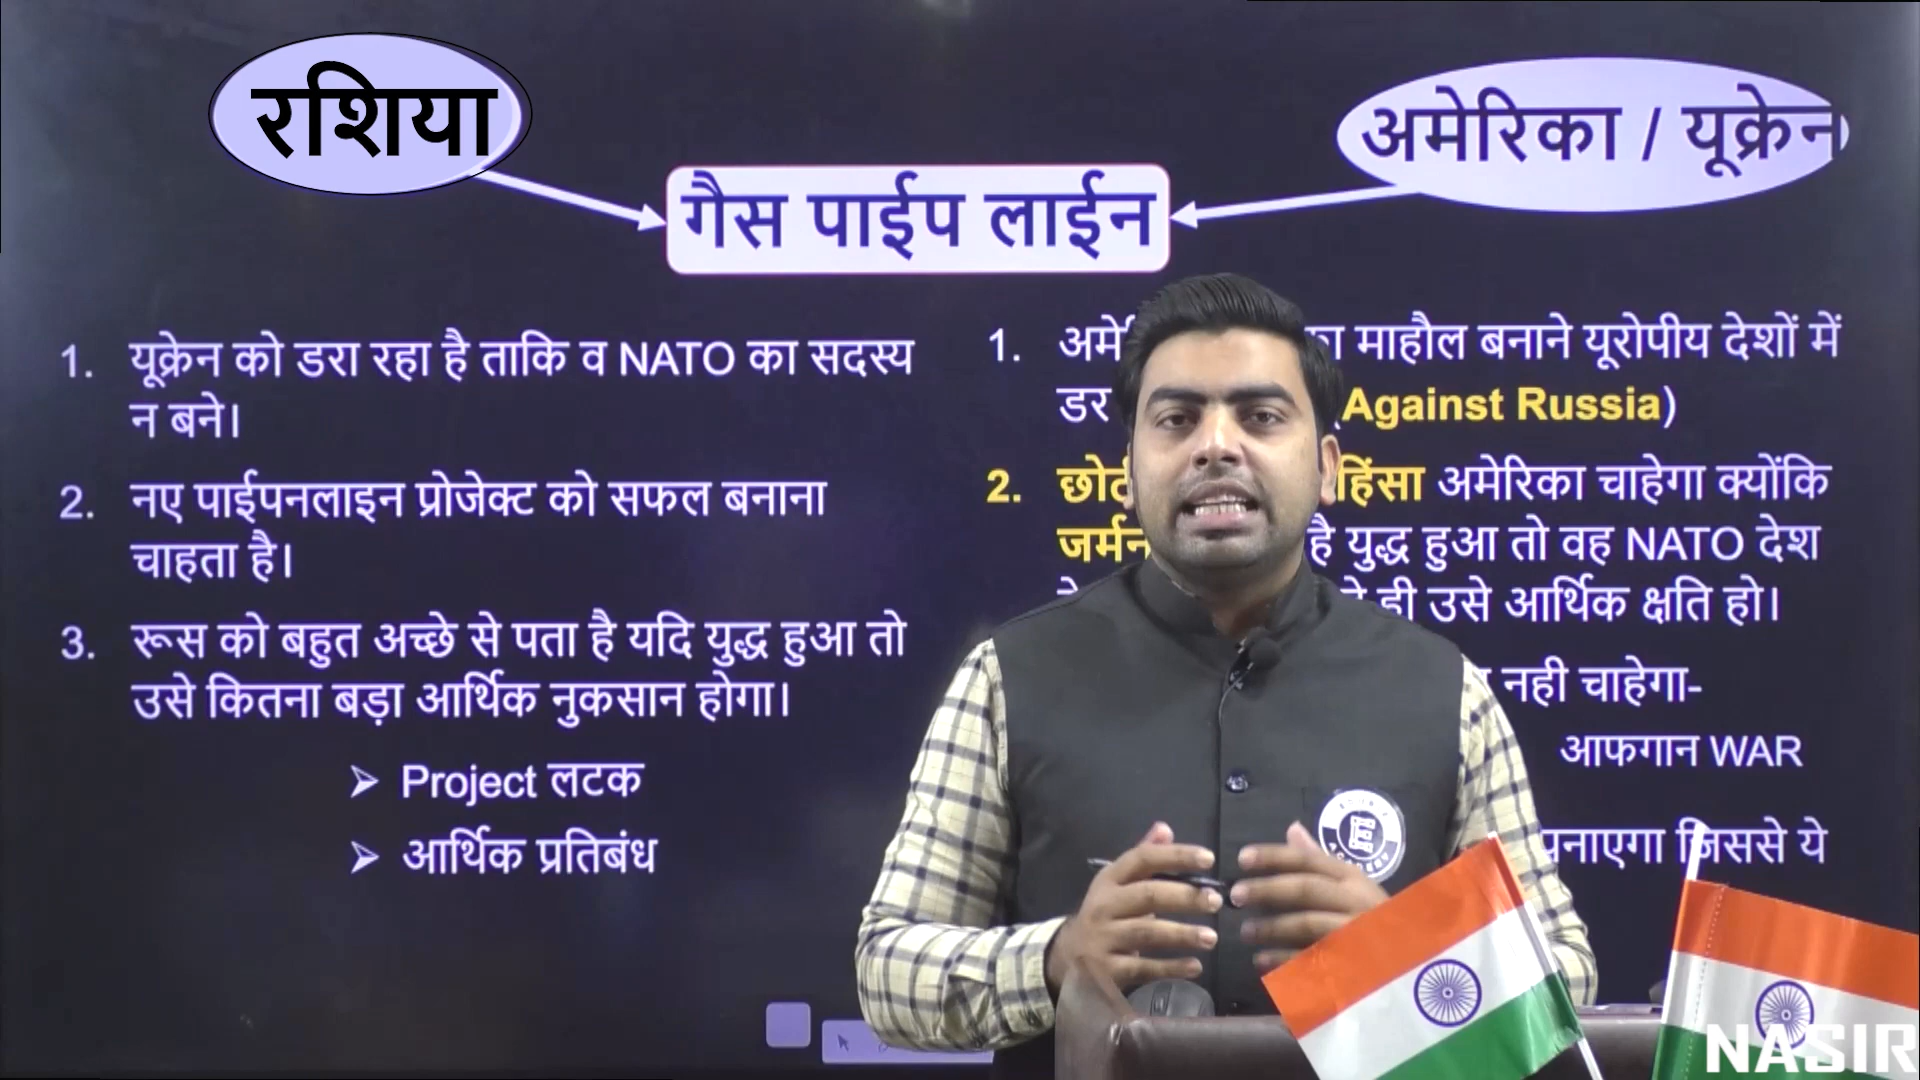 रशिया
अमेरिका / यूक्रेन
गैस पाईप लाईन
1. यूक्रेन को डरा रहा है ताकि व NATO का सदस्य
न बने।
2. नए पाईपनलाइन प्रोजेक्ट को सफल बनाना
चाहता है।
3. रूस को बहुत अच्छे से पता है यदि युद्ध हुआ तो
उसे कितना बड़ा आर्थिक नुकसान होगा।
➢ Project लटक
➢ आर्थिक प्रतिबंध
1. माहौल बनाने यूरोपीय देशों में
डर (Against Russia)
2. हिंसा अमेरिका चाहेगा क्योंकि
है युद्ध हुआ तो वह NATO देश
ही उसे आर्थिक क्षति हो।
नही चाहेगा-
आफगान WAR
जिससे ये
ACADEMY
NASIR